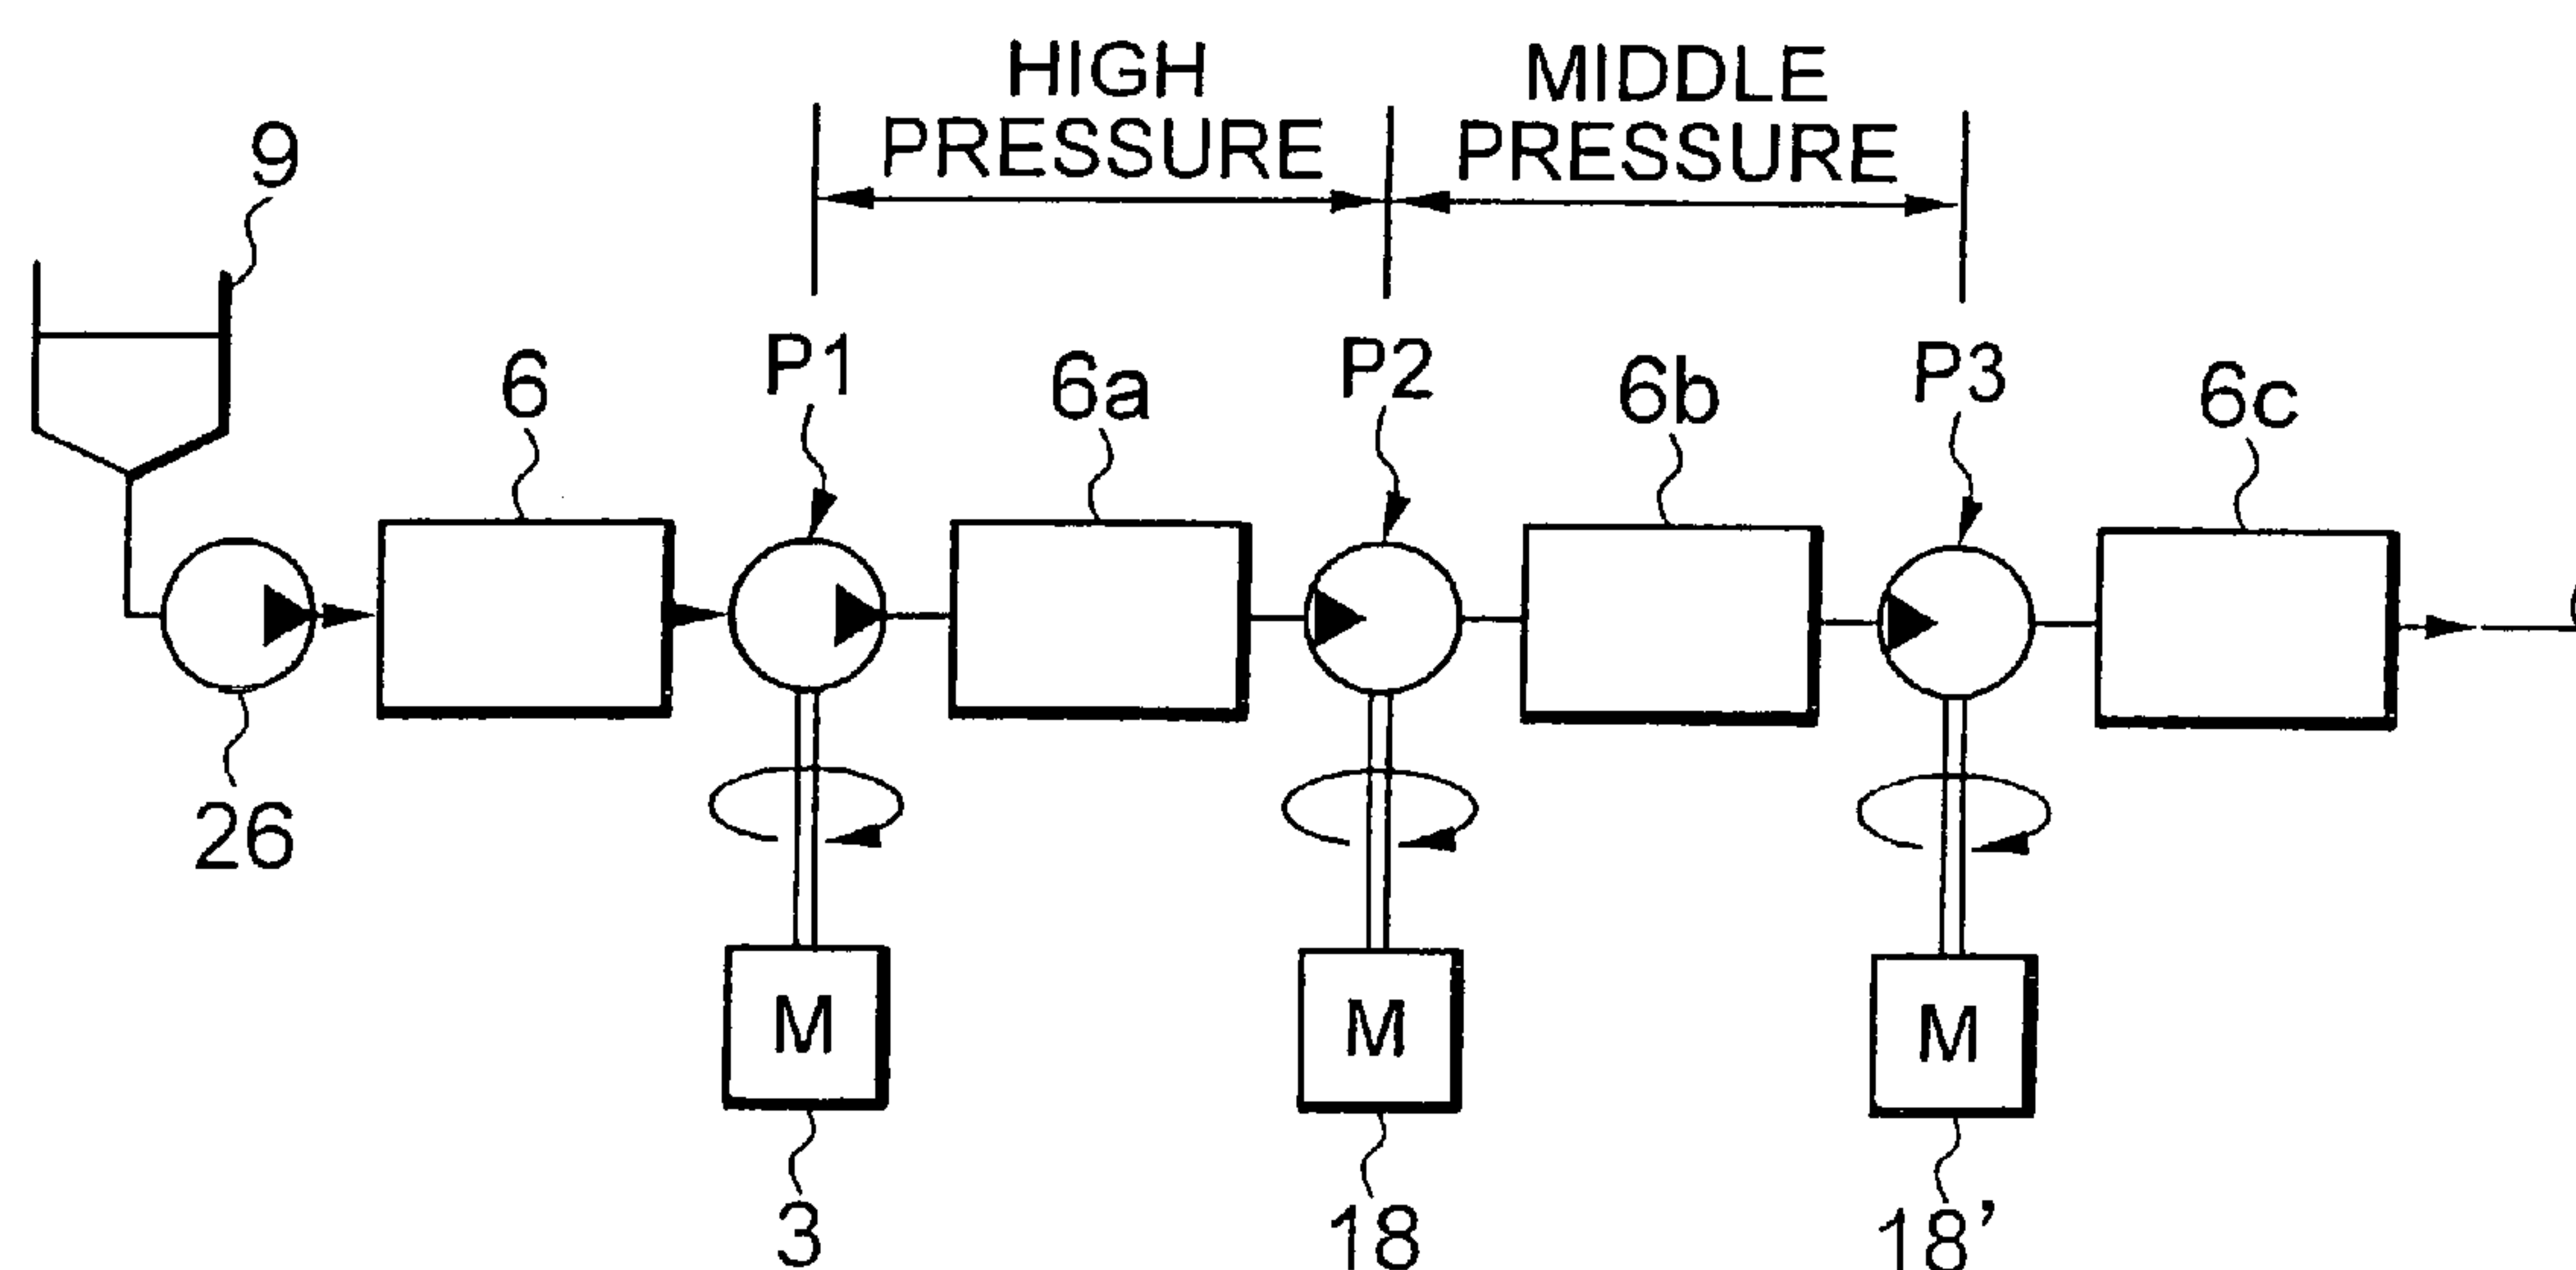 HIGH
PRESSURE
MIDDLE
PRESSURE
9
6
P1
6a
P2
6b
P3
6c
26
M
M
M
3
18
18’